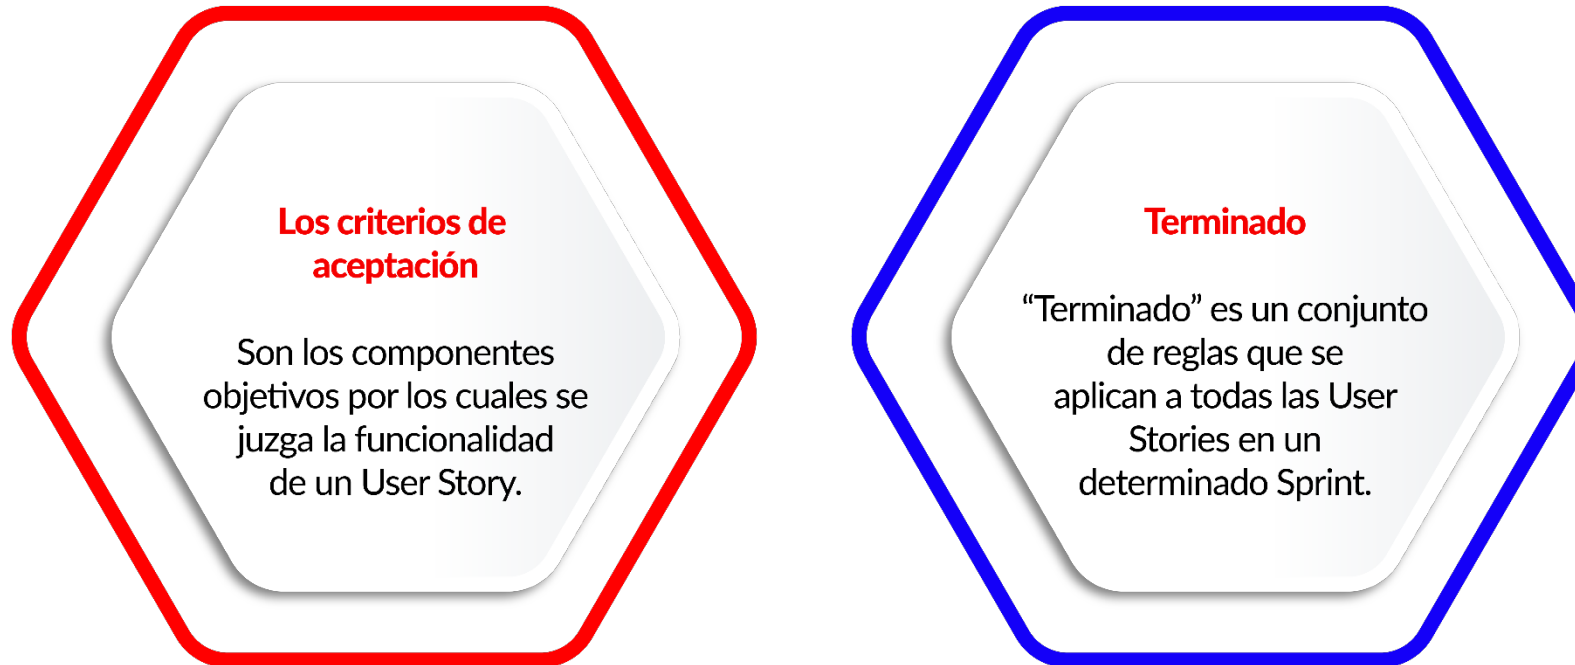 Los criterios de
aceptación
Son los componentes
objetivos por los cuales se
juzga la funcionalidad
de un User Story.
Terminado
“Terminado” es un conjunto
de reglas que se
aplican a todas las User
Stories en un
determinado Sprint.